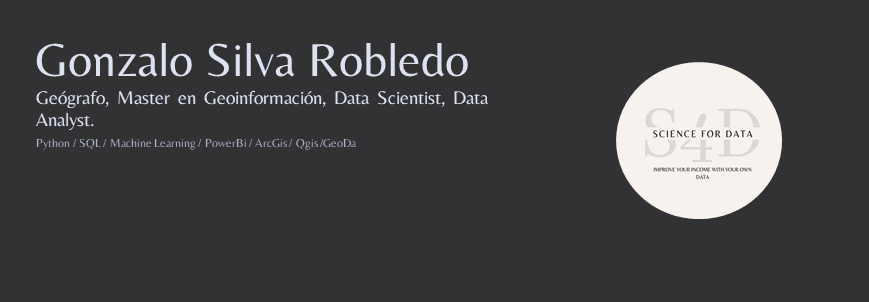 Gonzalo Silva Robledo
Geógrafo, Master en Geoinformación, Data Scientist, Data
Analyst.
Python / SQL / Machine Learning / PowerBi / ArcGis / Qgis /GeoDa
S4D
SCIENCE FOR DATA
IMPROVE YOUR INCOME WITH YOUR OWN
DATA